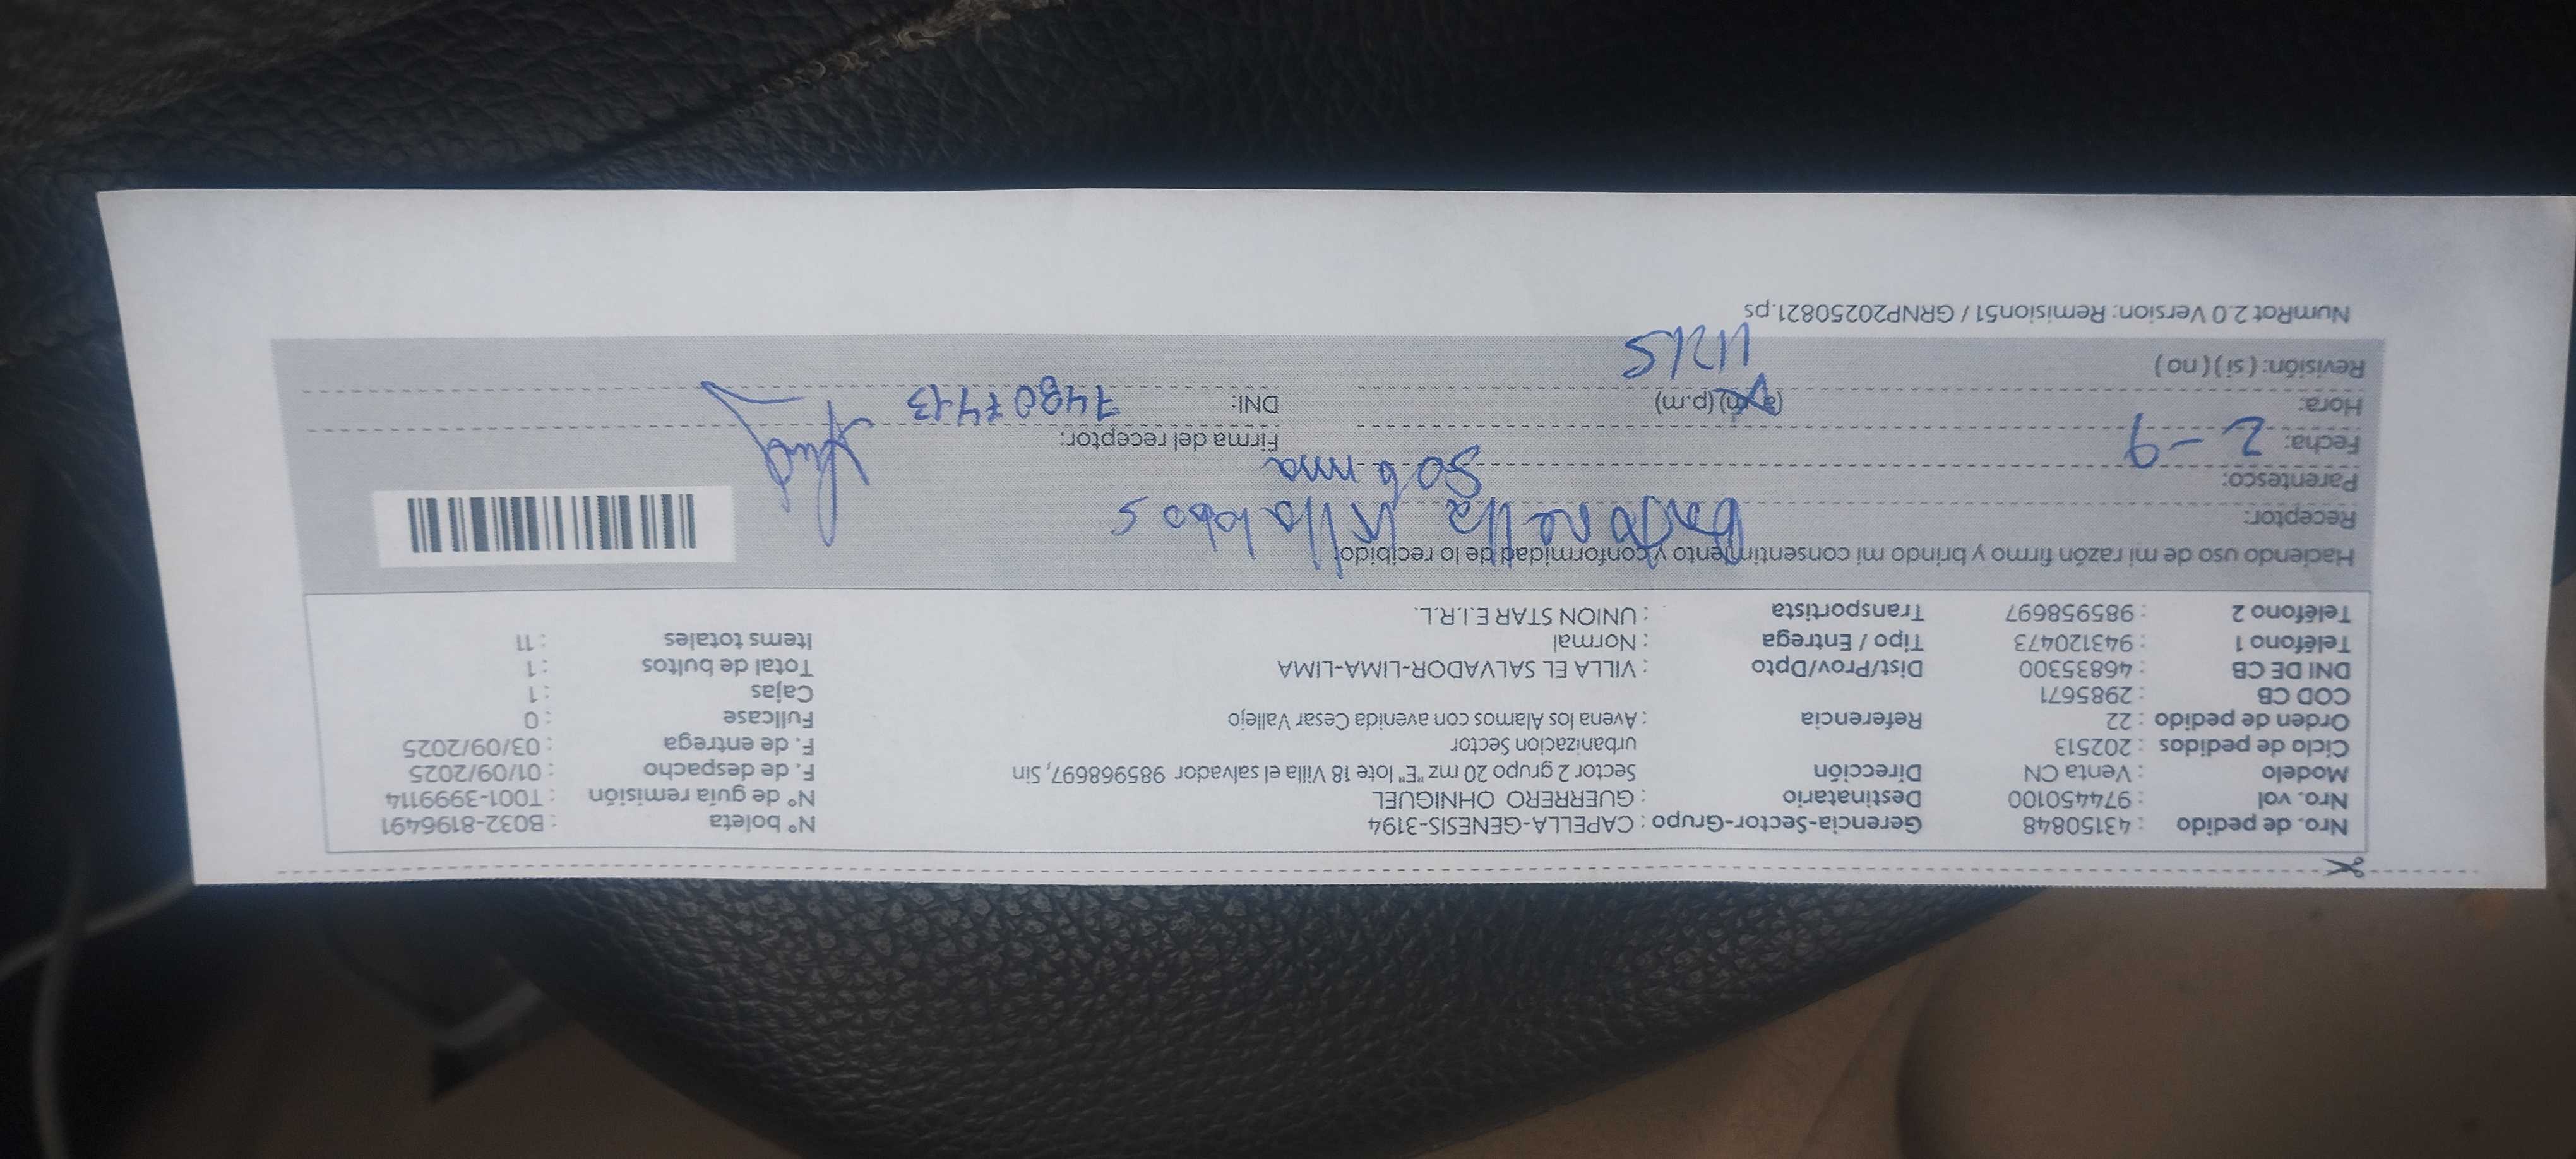 Nro. de pedido : 43150848 Gerencia-Sector-Grupo : CAPELLA-GENESIS-3194 N° boleta : B032-8196491
Nro. vol : 974450100 Destinatario : GUERRERO OHNIGUEL N° de guía remisión : T001-3999114
Modelo : Venta CN Dirección Sector 2 grupo 20 mz "E" lote 18 Villa el salvador 985968697, Sin F. de despacho : 01/09/2025
Ciclo de pedidos : 202513 urbanizacion Sector F. de entrega : 03/09/2025
Orden de pedido : 22 Referencia : Avena los Alamos con avenida Cesar Vallejo Fullcase : 0
COD CB : 2985671 Cajas : 1
DNI DE CB : 46835300 Dist/Prov/Dpto : VILLA EL SALVADOR-LIMA-LIMA Total de bultos : 1
Teléfono 1 : 943120473 Tipo / Entrega : Normal Items totales : 11
Teléfono 2 : 985958697 Transportista : UNION STAR E.I.R.L.
Haciendo uso de mi razón firmo y brindo mi consentimiento y conformidad de lo recibido
Receptor: Villalobos
Parentesco: Sobrina
Fecha: 2-9 Firma del receptor:
Hora: (a.m) (p.m) DNI:
Revisión: ( si ) ( no )
NumRot 2.0 Version: Remision51 / GRNP20250821.ps